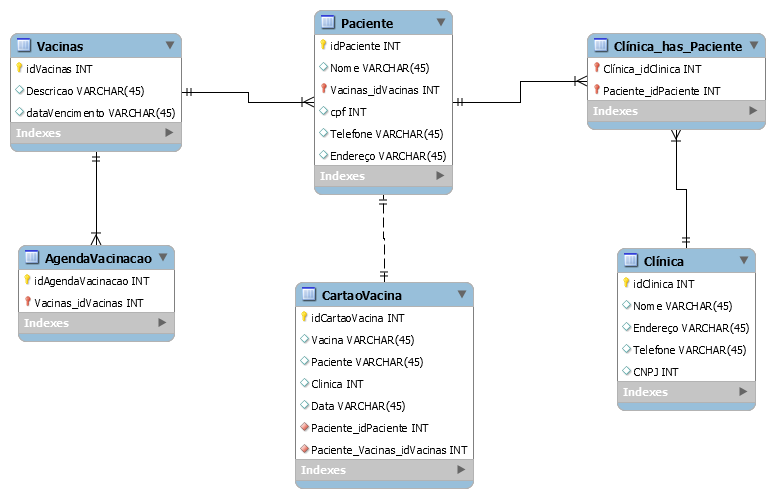 Vacinas
idVacinas INT
Descricao VARCHAR(45)
dataVencimento VARCHAR(45)
Indexes
Paciente
idPaciente INT
Nome VARCHAR(45)
Vacinas_idVacinas INT
cpf INT
Telefone VARCHAR(45)
Endereço VARCHAR(45)
Indexes
Clínica_has_Paciente
Clínica_idClinica INT
Paciente_idPaciente INT
Indexes
AgendaVacinacao
idAgendaVacinacao INT
Vacinas_idVacinas INT
Indexes
CartaoVacina
idCartaoVacina INT
Vacina VARCHAR(45)
Paciente VARCHAR(45)
Clinica INT
Data VARCHAR(45)
Paciente_idPaciente INT
Paciente_Vacinas_idVacinas INT
Indexes
Clínica
idClinica INT
Nome VARCHAR(45)
Endereço VARCHAR(45)
Telefone VARCHAR(45)
CNPJ INT
Indexes